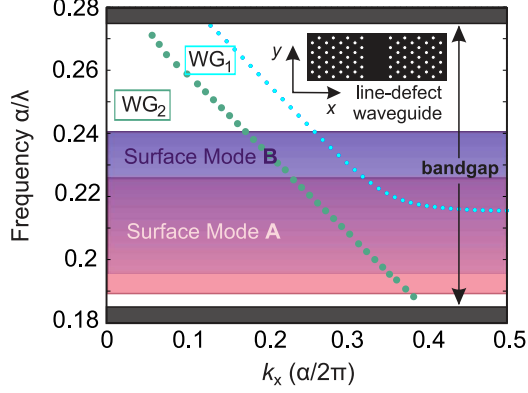 0.28
0.26
0.24
0.22
0.2
0.18
Frequency α/λ
WG1
WG2
y
x
line-defect
waveguide
bandgap
Surface Mode B
Surface Mode A
0
0.1
0.2
0.3
0.4
0.5
kx (α/2π)